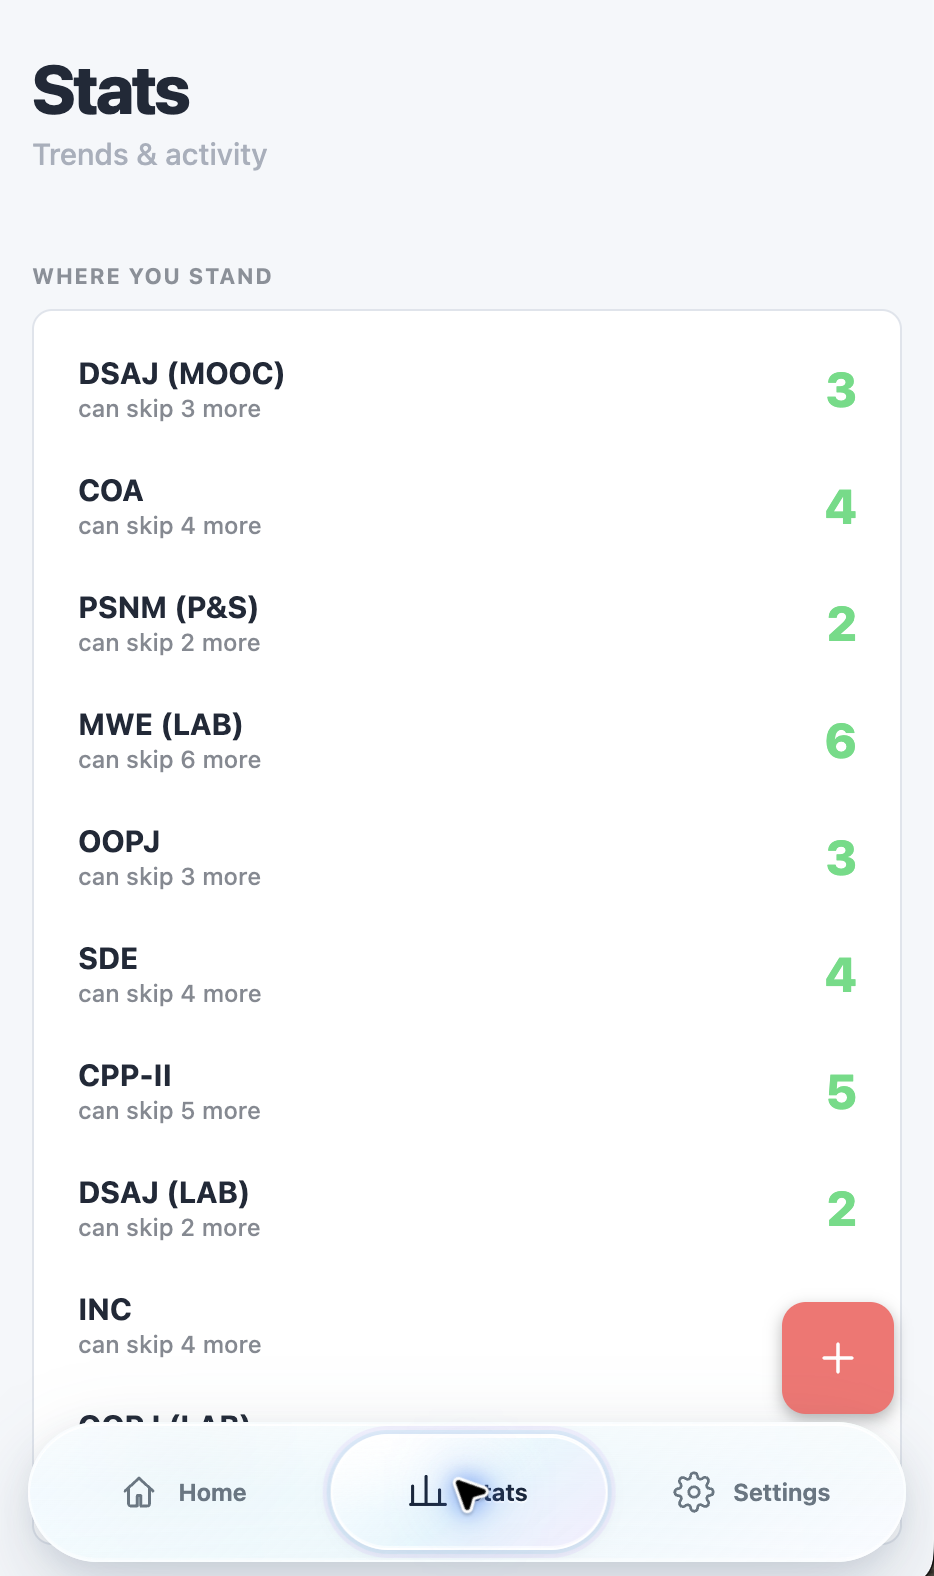 Stats
Trends & activity
WHERE YOU STAND
DSAJ (MOOC)
can skip 3 more
3
COA
can skip 4 more
4
PSNM (P&S)
can skip 2 more
2
MWE (LAB)
can skip 6 more
6
OOPJ
can skip 3 more
3
SDE
can skip 4 more
4
CPP-II
can skip 5 more
5
DSAJ (LAB)
can skip 2 more
2
INC
can skip 4 more
OOPJ (LAB)
Home
Stats
Settings